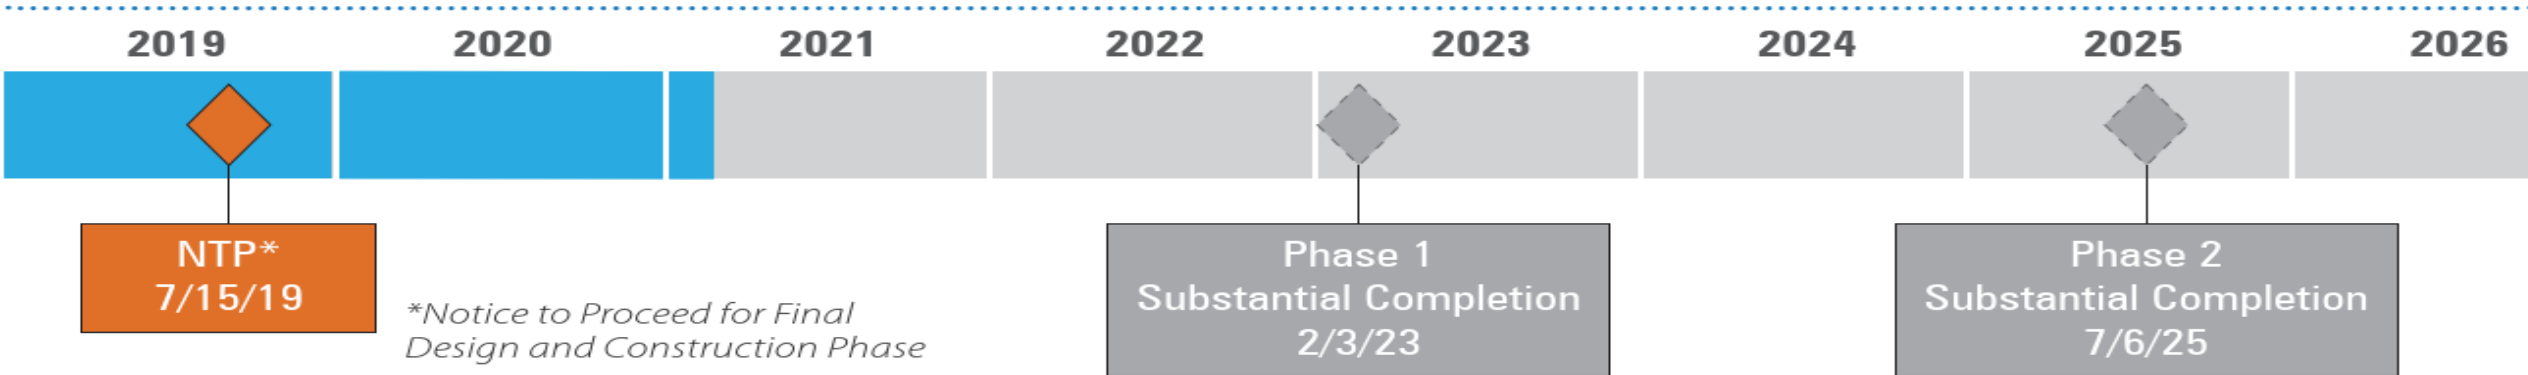 2019 2020 2021 2022 2023 2024 2025 2026
NTP*
7/15/19
*Notice to Proceed for Final
Design and Construction Phase
Phase 1
Substantial Completion
2/3/23
Phase 2
Substantial Completion
7/6/25